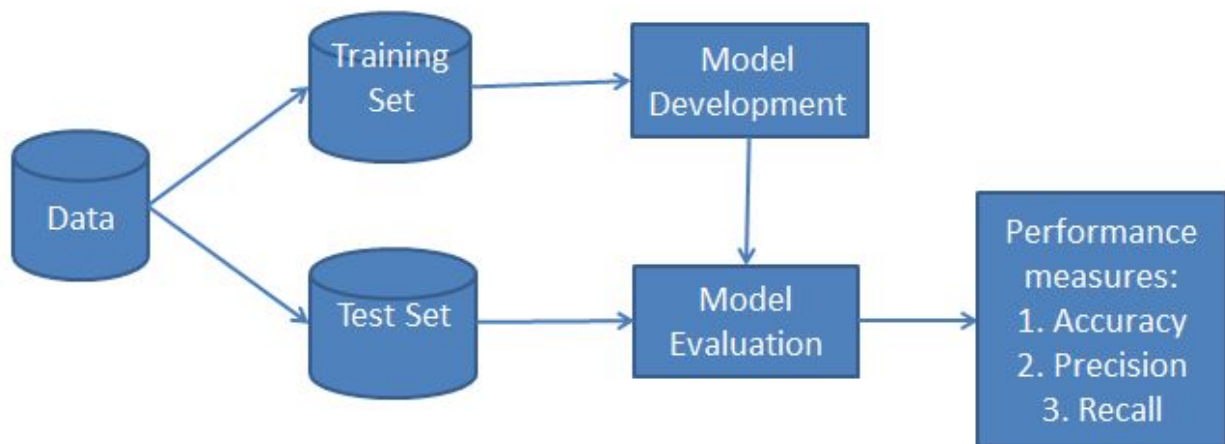 Data
Training
Set
Test Set
Model
Development
Model
Evaluation
Performance
measures:
1. Accuracy
2. Precision
3. Recall